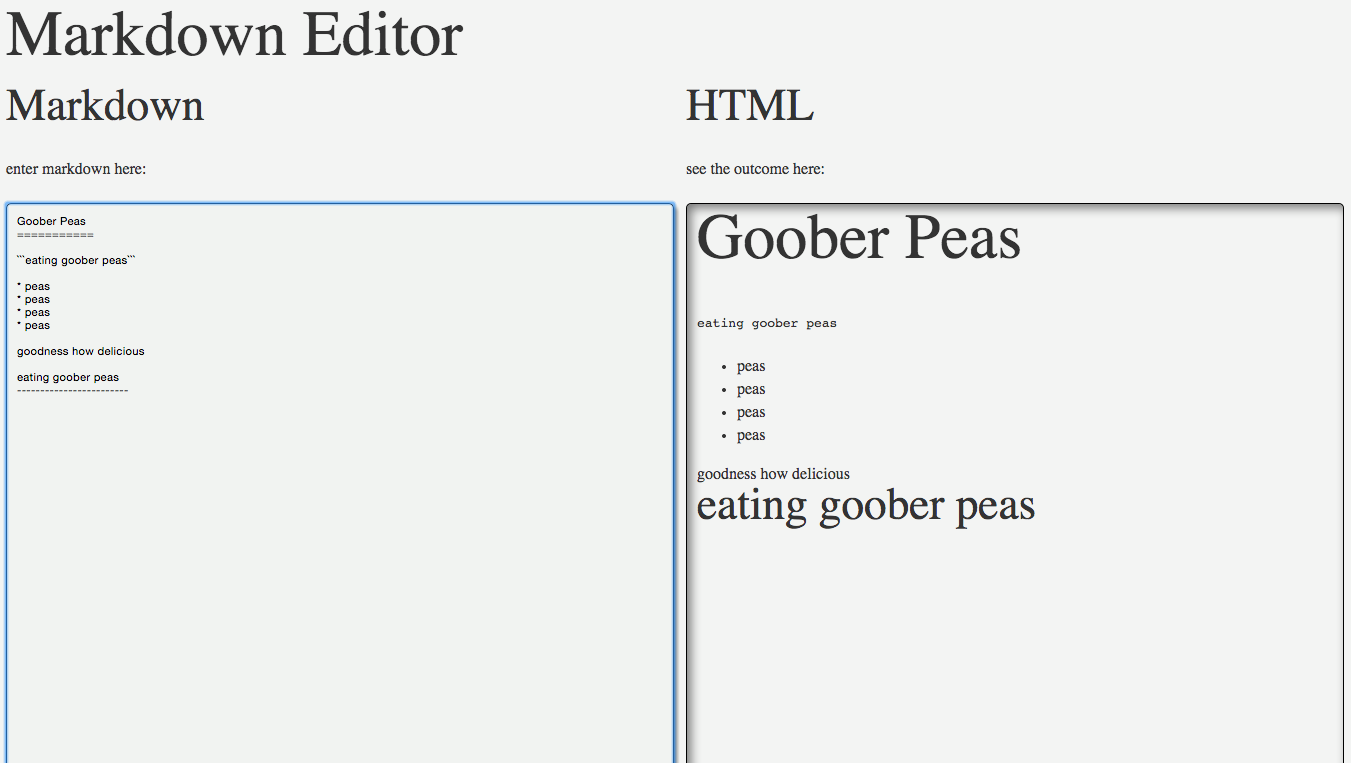 Markdown Editor
Markdown
enter markdown here:
Goober Peas
===========
```eating goober peas```
* peas
* peas
* peas
* peas
goodness how delicious
eating goober peas
------------------------
HTML
see the outcome here:
Goober Peas
eating goober peas
• peas
• peas
• peas
• peas
goodness how delicious
eating goober peas